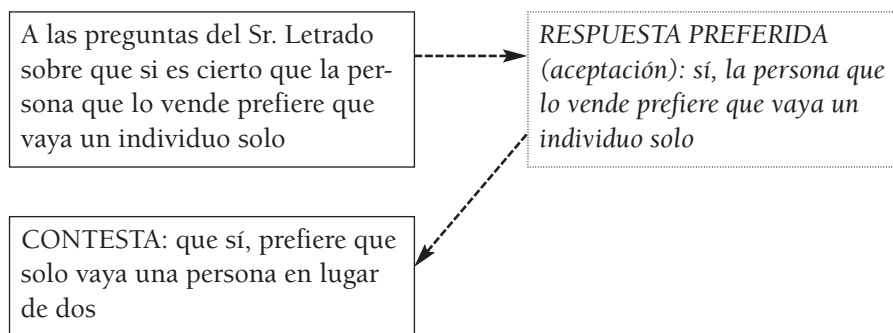 A las preguntas del Sr. Letrado
sobre que si es cierto que la per-
sona que lo vende prefiere que
vaya un individuo solo
RESPUESTA PREFERIDA
(aceptación): sí, la persona que
lo vende prefiere que vaya un
individuo solo
CONTESTA: que sí, prefiere que
solo vaya una persona en lugar
de dos